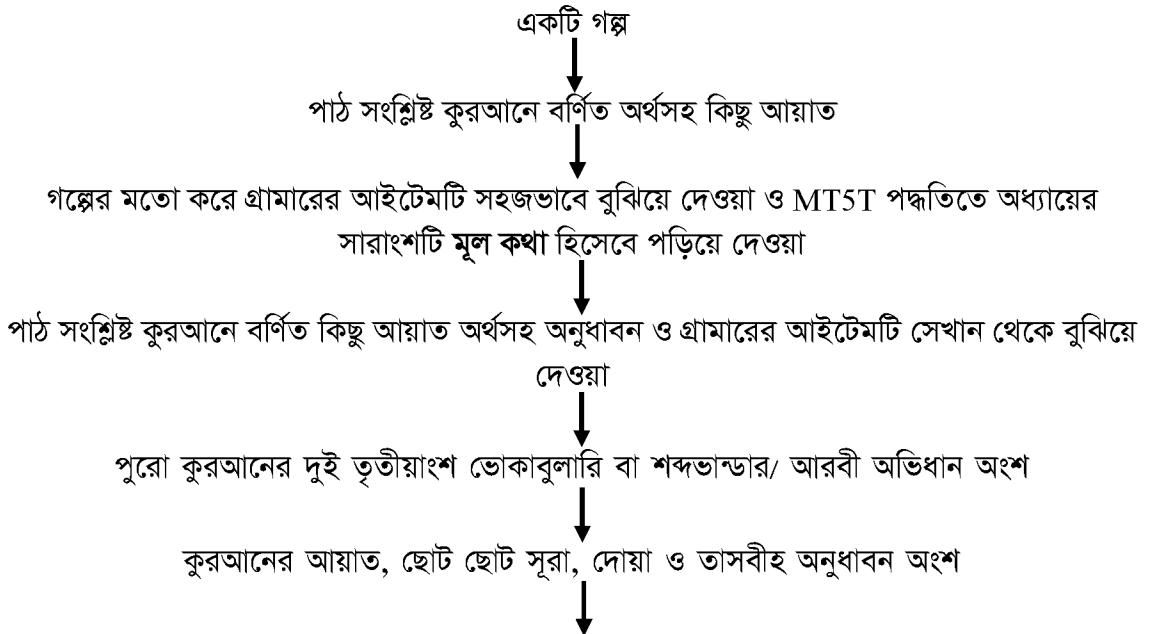 একটি গল্প
পাঠ সংশ্লিষ্ট কুরআনে বর্ণিত অর্থসহ কিছু আয়াত
গল্পের মতো করে গ্রামারের আইটেমটি সহজভাবে বুঝিয়ে দেওয়া ও MT5T পদ্ধতিতে অধ্যায়ের
সারাংশটি মূল কথা হিসেবে পড়িয়ে দেওয়া
পাঠ সংশ্লিষ্ট কুরআনে বর্ণিত কিছু আয়াত অর্থসহ অনুধাবন ও গ্রামারের আইটেমটি সেখান থেকে বুঝিয়ে
দেওয়া
পুরো কুরআনের দুই তৃতীয়াংশ ভোকাবুলারি বা শব্দভান্ডার/ আরবী অভিধান অংশ
কুরআনের আয়াত, ছোট ছোট সূরা, দোয়া ও তাসবীহ অনুধাবন অংশ